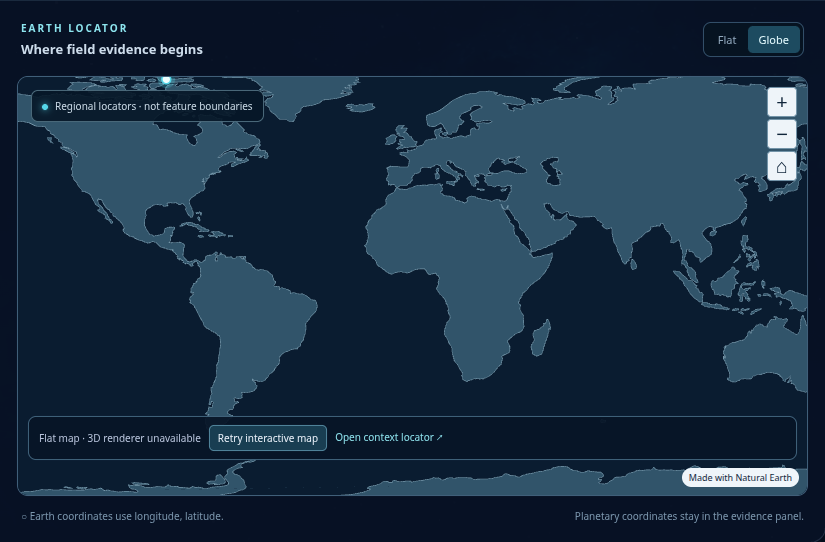 EARTH LOCATOR
Where field evidence begins
Flat Globe
Regional locators · not feature boundaries
+
−
⌂
Flat map · 3D renderer unavailable Retry interactive map Open context locator ↗
Made with Natural Earth
○ Earth coordinates use longitude, latitude. Planetary coordinates stay in the evidence panel.